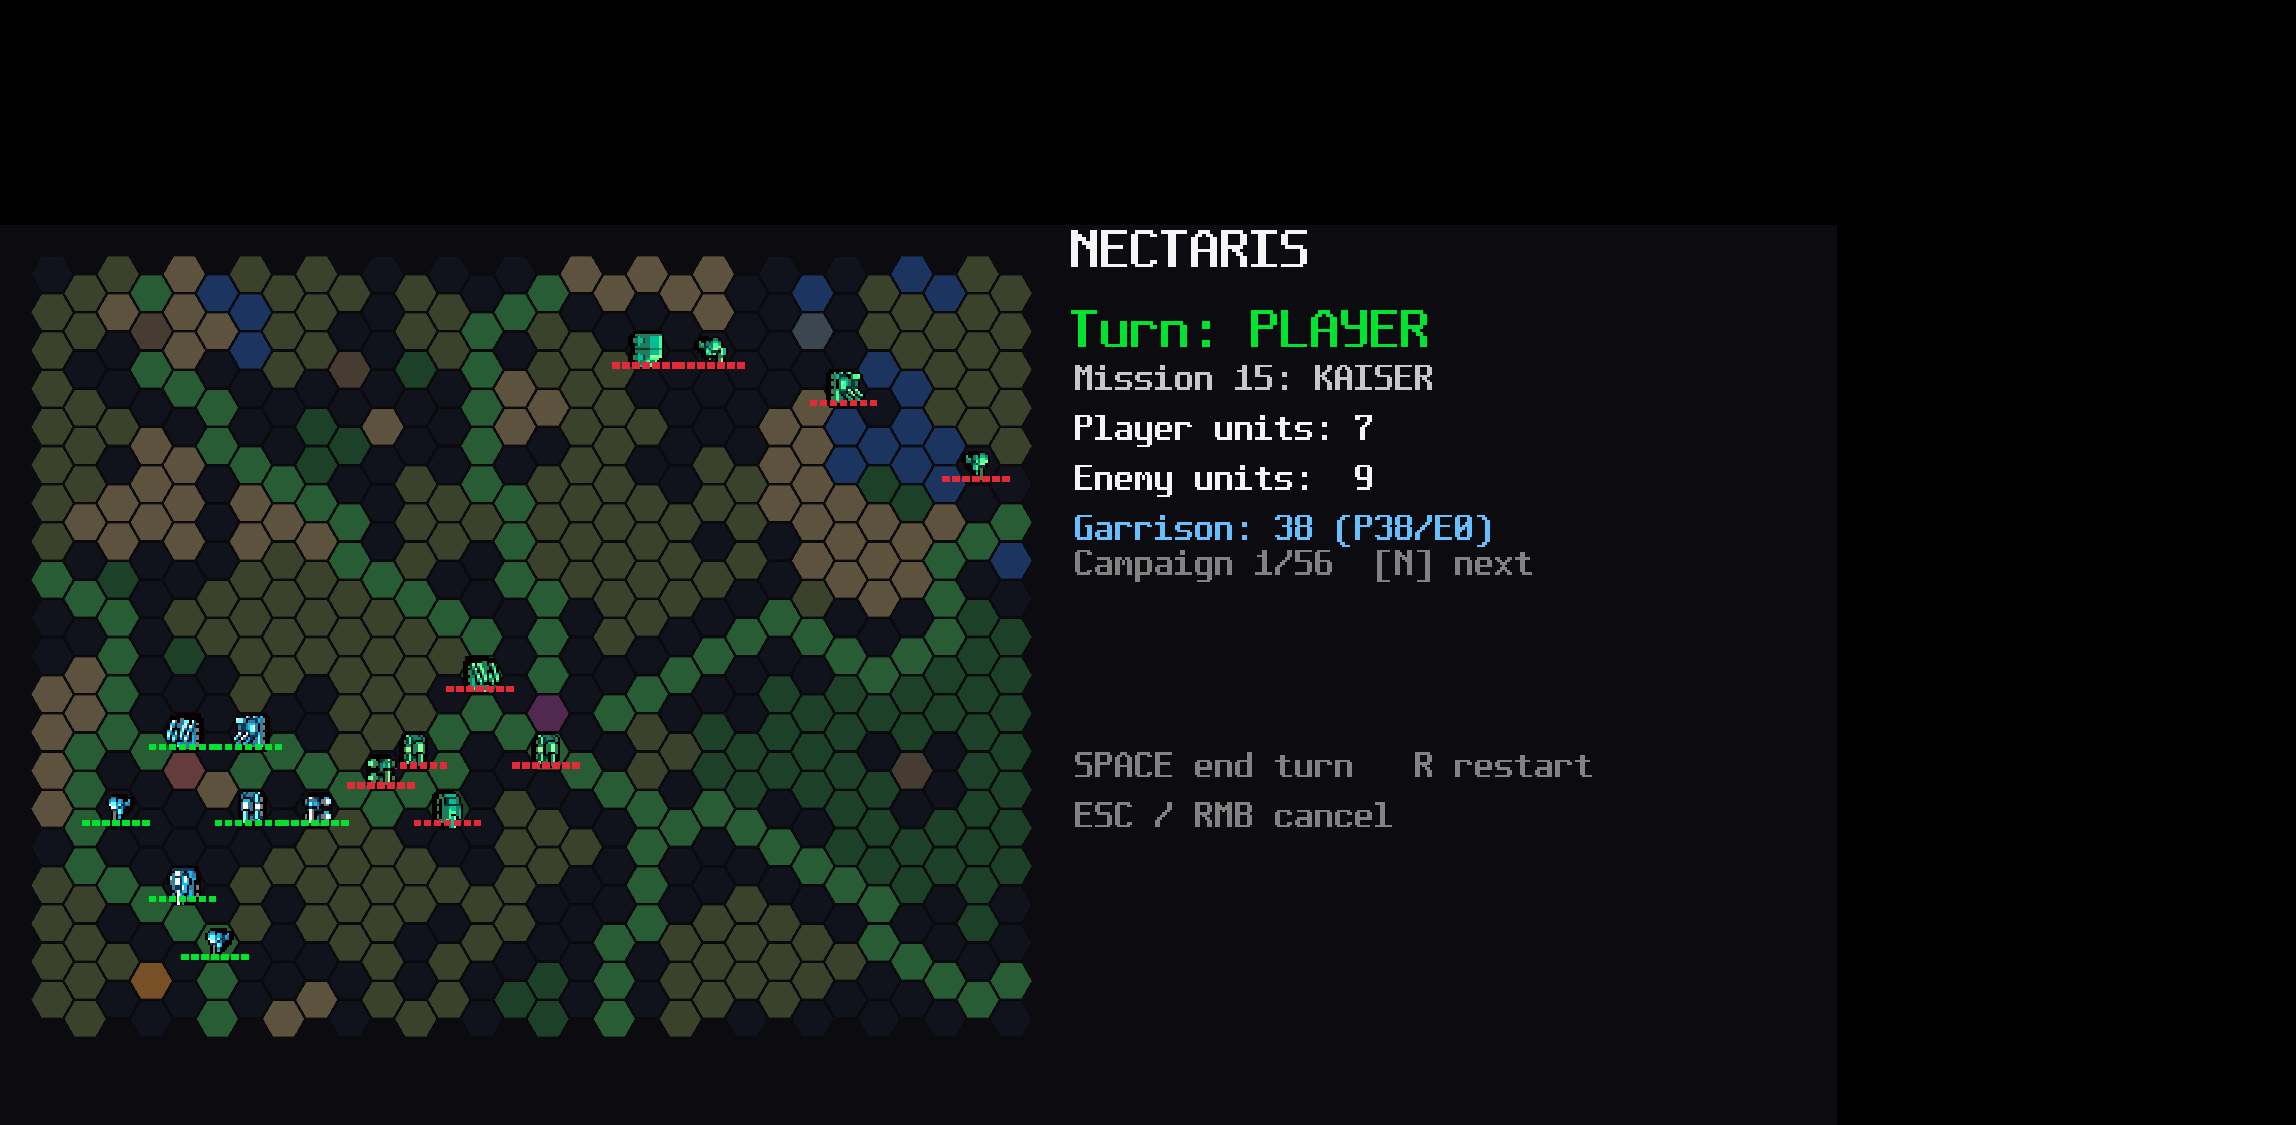 NECTARIS
Turn: PLAYER
Mission 15: KAISER
Player units: 7
Enemy units: 9
Garrison: 38 (P38/E0)
Campaign 1/56 [N] next
SPACE end turn R restart
ESC / RMB cancel